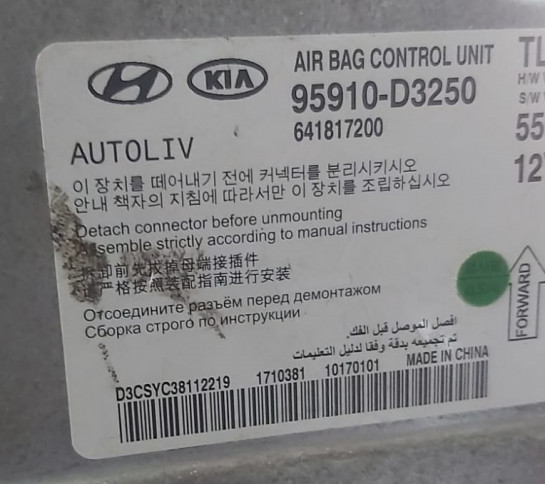 KIA
AIR BAG CONTROL UNIT
95910-D3250
641817200
TL
H/W
S/W
55
12
AUTOLIV
이 장치를 떼어내기 전에 커넥터를 분리시키시오
안내 책자의 지침에 따라서만 이 장치를 조립하십시오
Detach connector before unmounting
ssemble strictly according to manual instructions
拆卸前先拔掉母端接插件
严格按照装配指南进行安装
Отсоедините разъём перед демонтажом
Сборка строго по инструкции
افصل الموصل قبل الفك.
تم تجميعه بدقة وفقا لدليل التعليمات
FORWARD
D3CSYC38112219 1710381 10170101 MADE IN CHINA